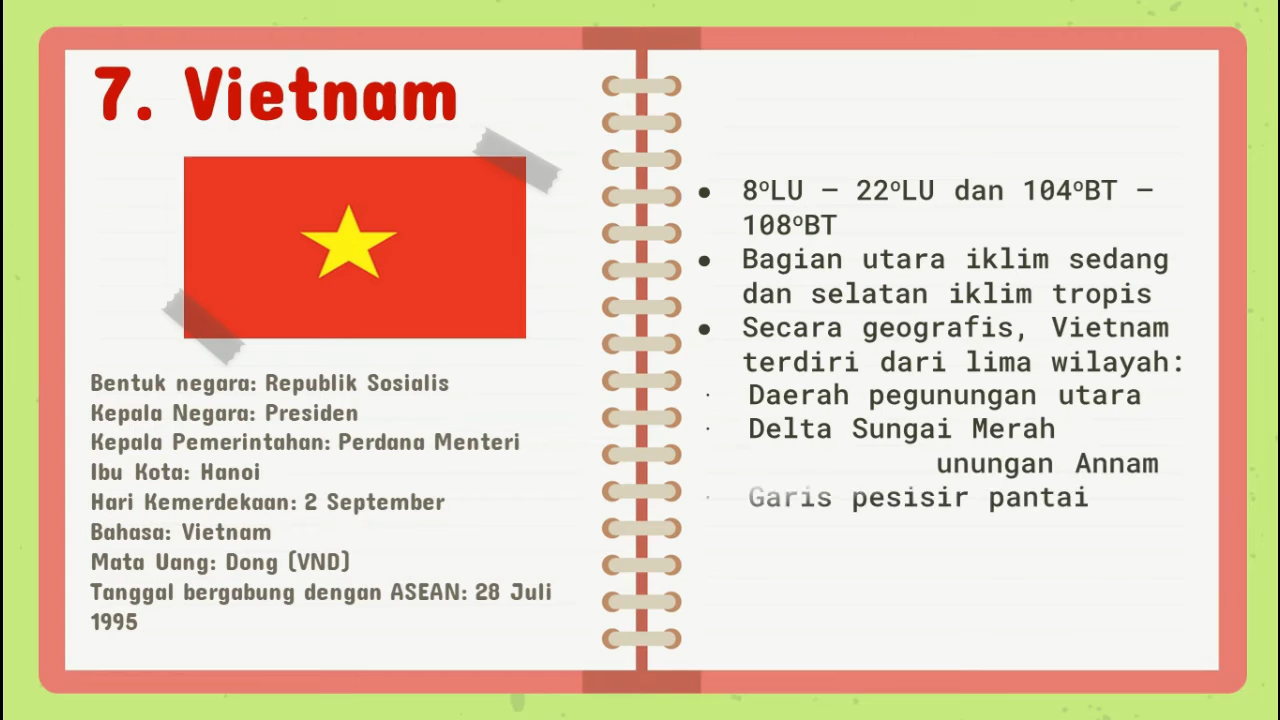 7. Vietnam
Bentuk negara: Republik Sosialis
Kepala Negara: Presiden
Kepala Pemerintahan: Perdana Menteri
Ibu Kota: Hanoi
Hari Kemerdekaan: 2 September
Bahasa: Vietnam
Mata Uang: Dong (VND)
Tanggal bergabung dengan ASEAN: 28 Juli
1995
• 8ºLU – 22ºLU dan 104ºBT –
108ºBT
• Bagian utara iklim sedang
dan selatan iklim tropis
• Secara geografis, Vietnam
terdiri dari lima wilayah:
· Daerah pegunungan utara
· Delta Sungai Merah
Annam
· Garis pesisir pantai